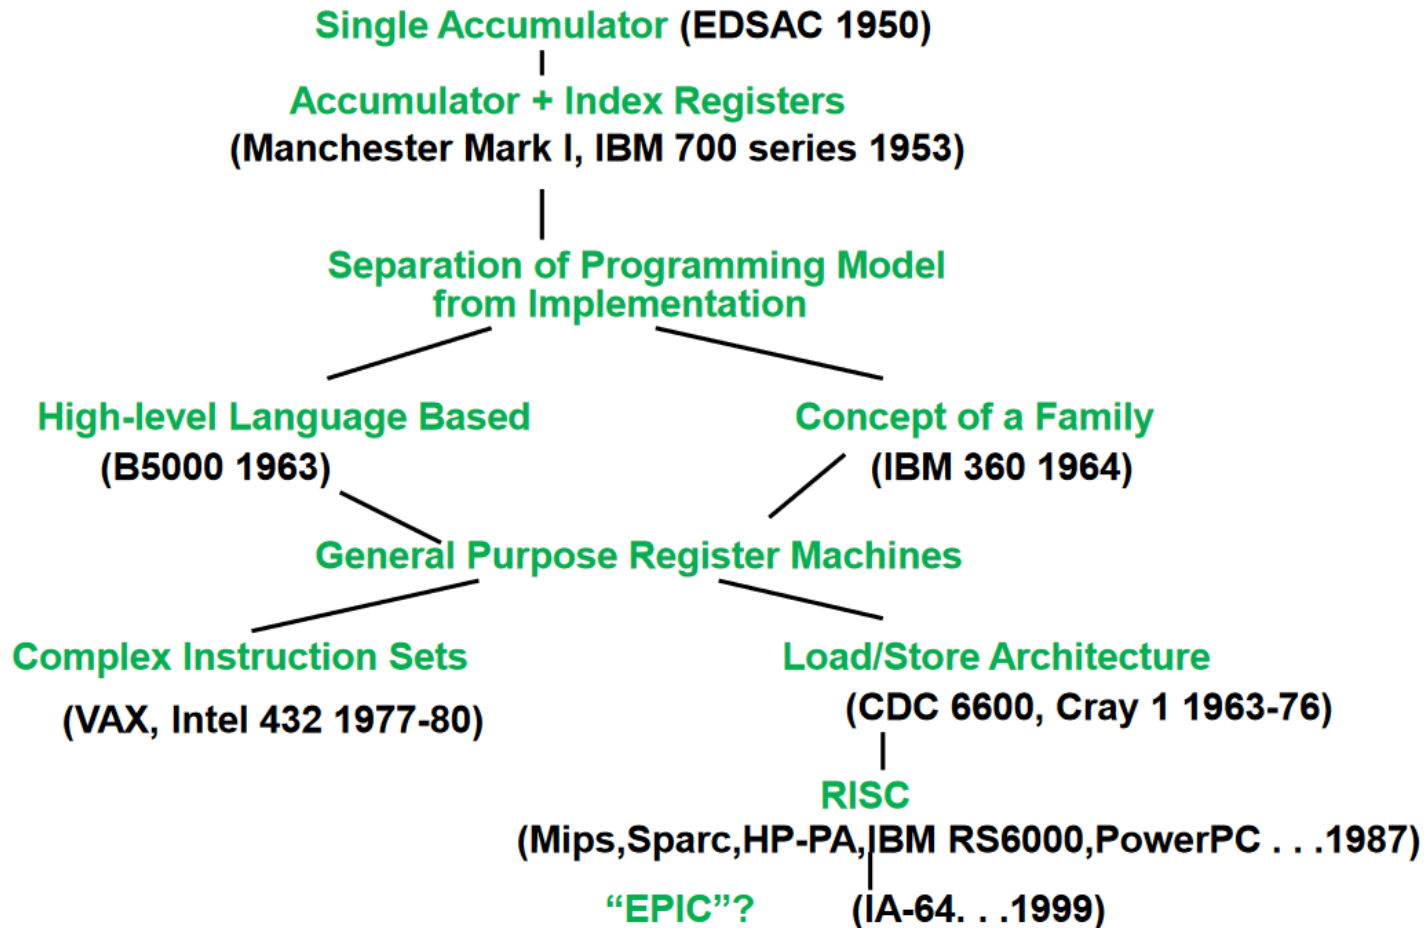 Single Accumulator (EDSAC 1950)
Accumulator + Index Registers
(Manchester Mark I, IBM 700 series 1953)
Separation of Programming Model
from Implementation
High-level Language Based
Concept of a Family
(B5000 1963)
(IBM 360 1964)
General Purpose Register Machines
Complex Instruction Sets
Load/Store Architecture
(VAX, Intel 432 1977-80)
(CDC 6600, Cray 1 1963-76)
RISC
(Mips,Sparc,HP-PA,IBM RS6000,PowerPC . . .1987)
“EPIC”?
(IA-64. . .1999)